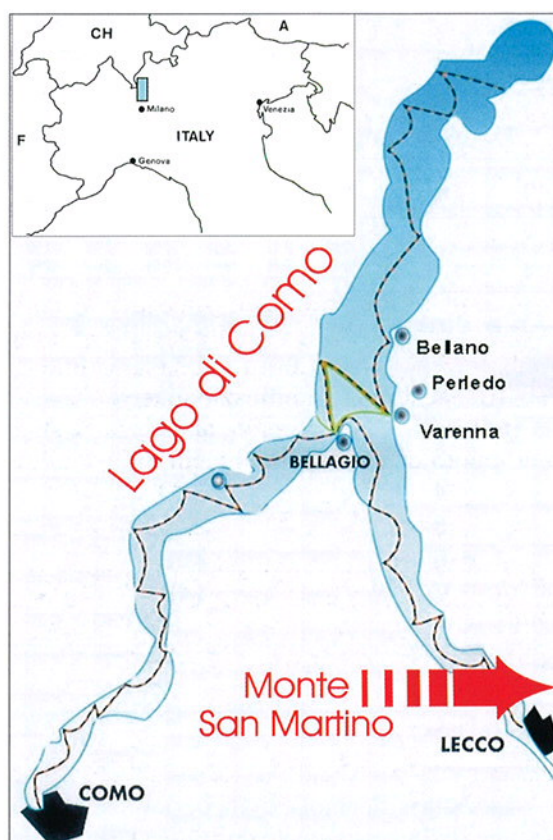 CH
A
Milano
Venezia
F
ITALY
Genova
Lago di Como
Bellano
Perledo
Varenna
BELLAGIO
Monte
San Martino
LECCO
COMO